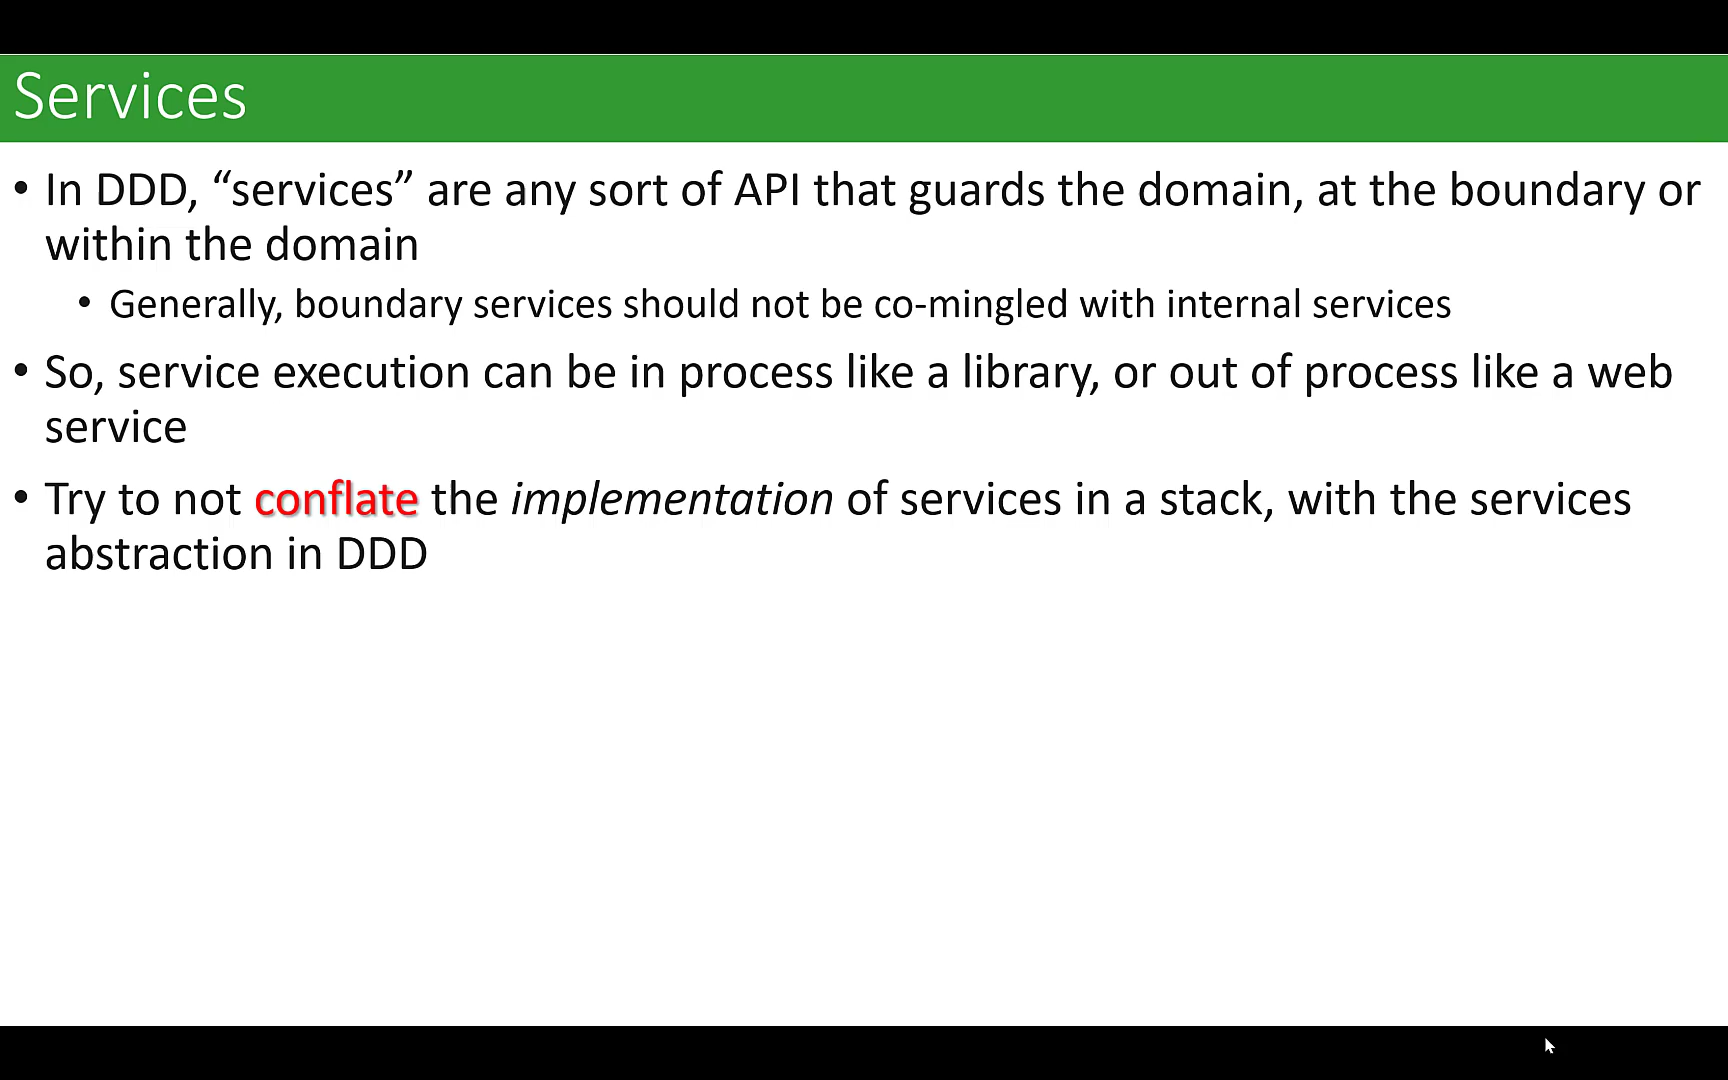 Services
• In DDD, “services” are any sort of API that guards the domain, at the boundary or
within the domain
• Generally, boundary services should not be co-mingled with internal services
• So, service execution can be in process like a library, or out of process like a web
service
• Try to not conflate the implementation of services in a stack, with the services
abstraction in DDD